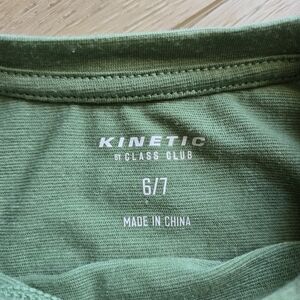 KINETIC
BY CLASS CLUB
6/7
MADE IN CHINA